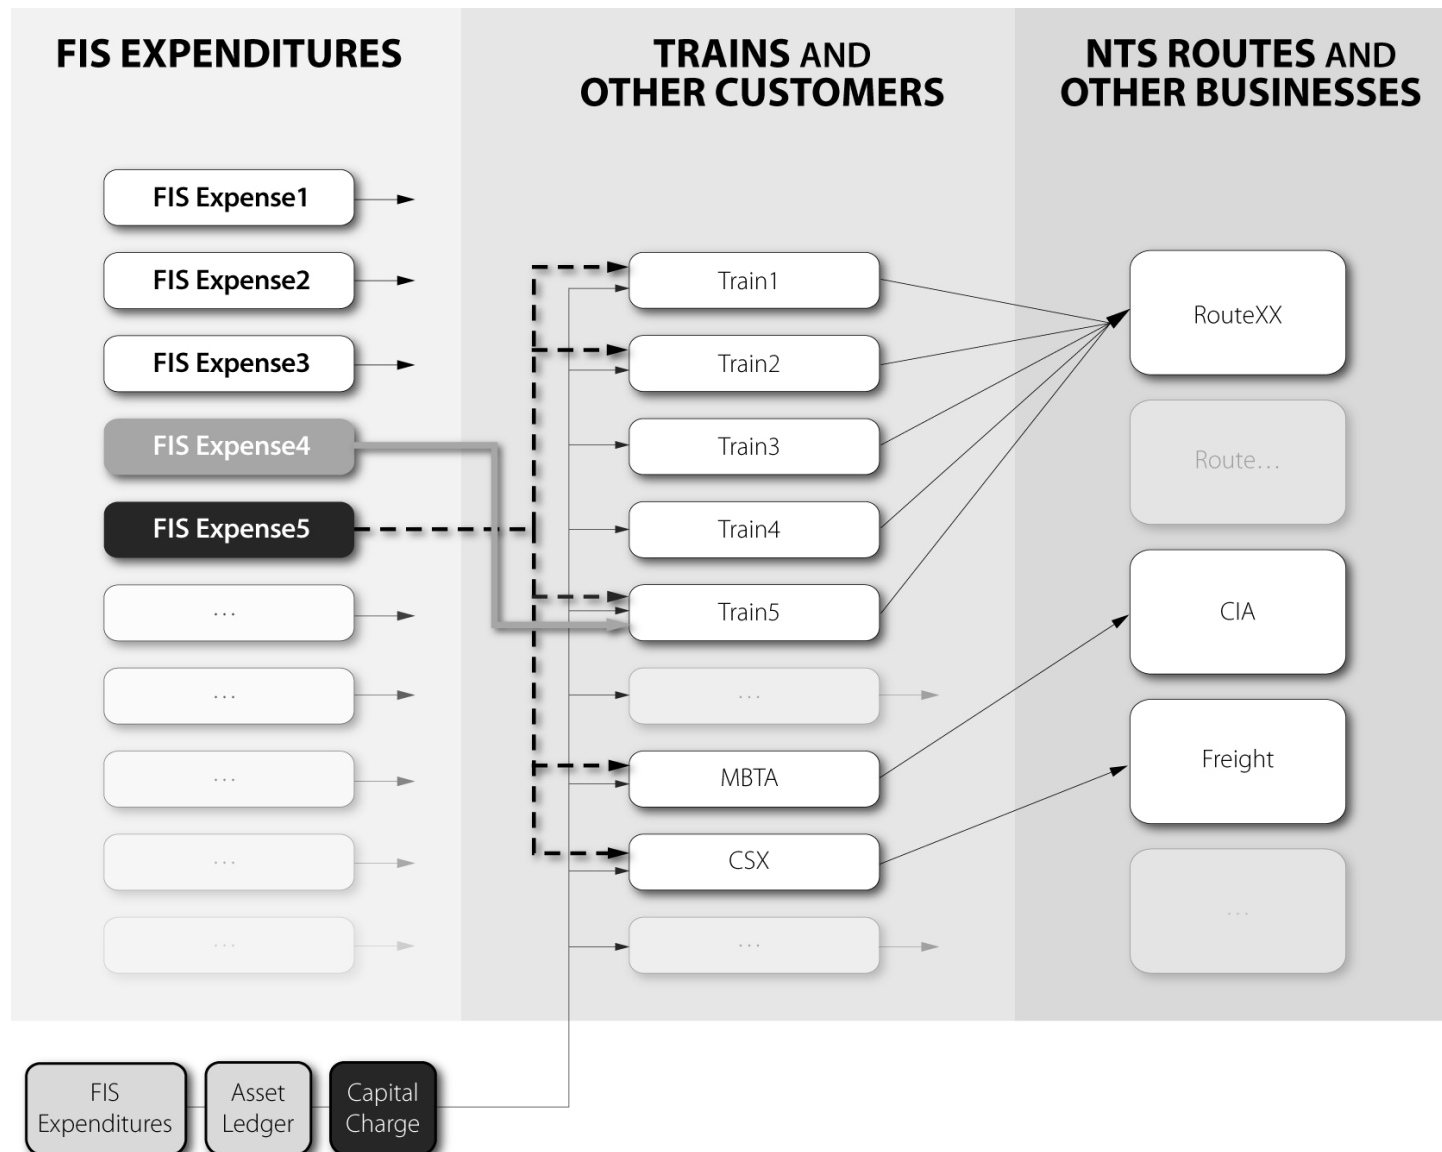 FIS EXPENDITURES
TRAINS AND
OTHER CUSTOMERS
NTS ROUTES AND
OTHER BUSINESSES
FIS Expense1
FIS Expense2
FIS Expense3
FIS Expense4
FIS Expense5
...
...
...
...
...
Train1
Train2
Train3
Train4
Train5
...
MBTA
CSX
...
RouteXX
Route...
CIA
Freight
...
FIS
Expenditures
Asset
Ledger
Capital
Charge